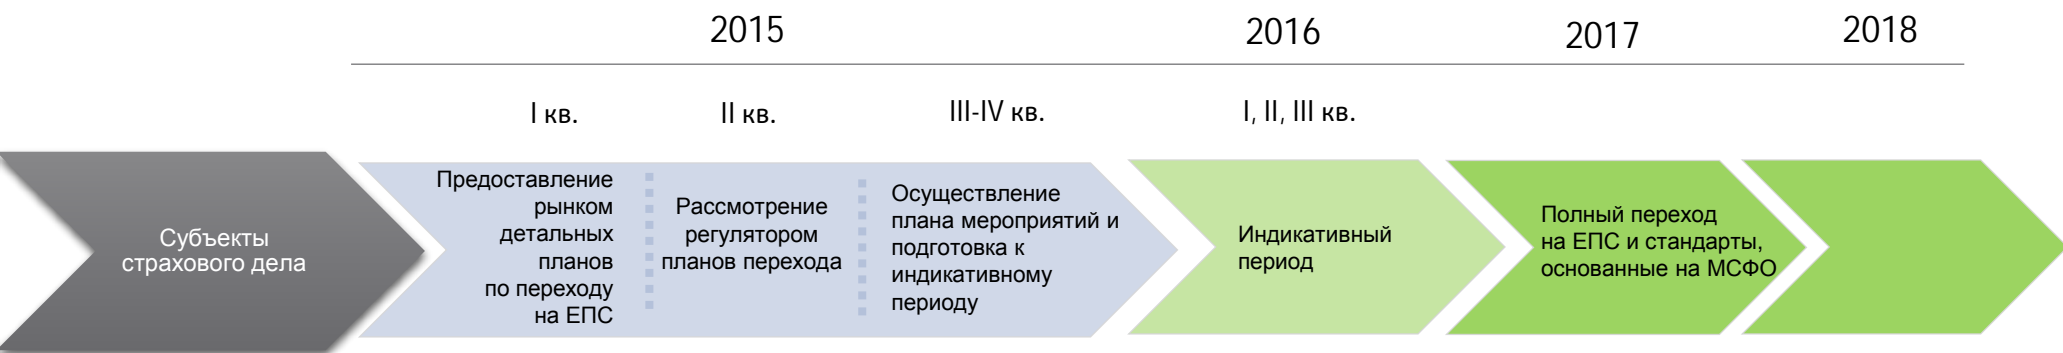 2015
2016
2017
2018
I кв.
II кв.
III-IV кв.
I, II, III кв.
Субъекты
страхового дела
Предоставление
рынком
детальных
планов
по переходу
на ЕПС
Рассмотрение
регулятором
планов перехода
Осуществление
плана мероприятий и
подготовка к
индикативному
периоду
Индикативный
период
Полный переход
на ЕПС и стандарты,
основанные на МСФО